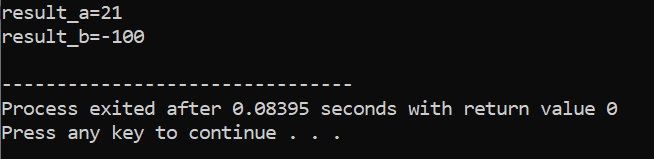 result_a=21
result_b=-100
--------------------------------
Process exited after 0.08395 seconds with return value 0
Press any key to continue . . .